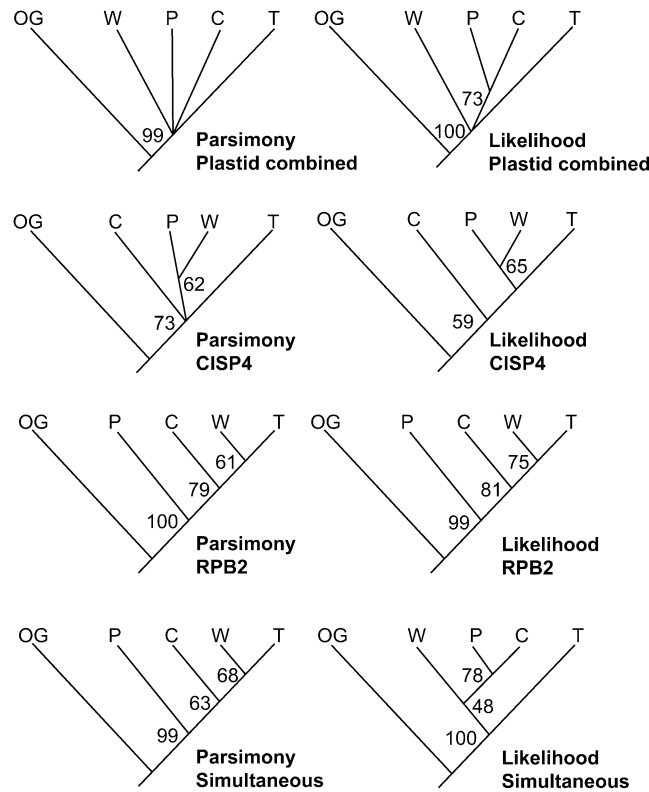 OG W P C T
99
Parsimony
Plastid combined
OG W P C T
73
100
Likelihood
Plastid combined
OG C P W T
62
73
Parsimony
CISP4
OG C P W T
65
59
Likelihood
CISP4
OG P C W T
61
79
100
Parsimony
RPB2
OG P C W T
75
81
99
Likelihood
RPB2
OG P C W T
68
63
99
Parsimony
Simultaneous
OG W P C T
78
48
100
Likelihood
Simultaneous